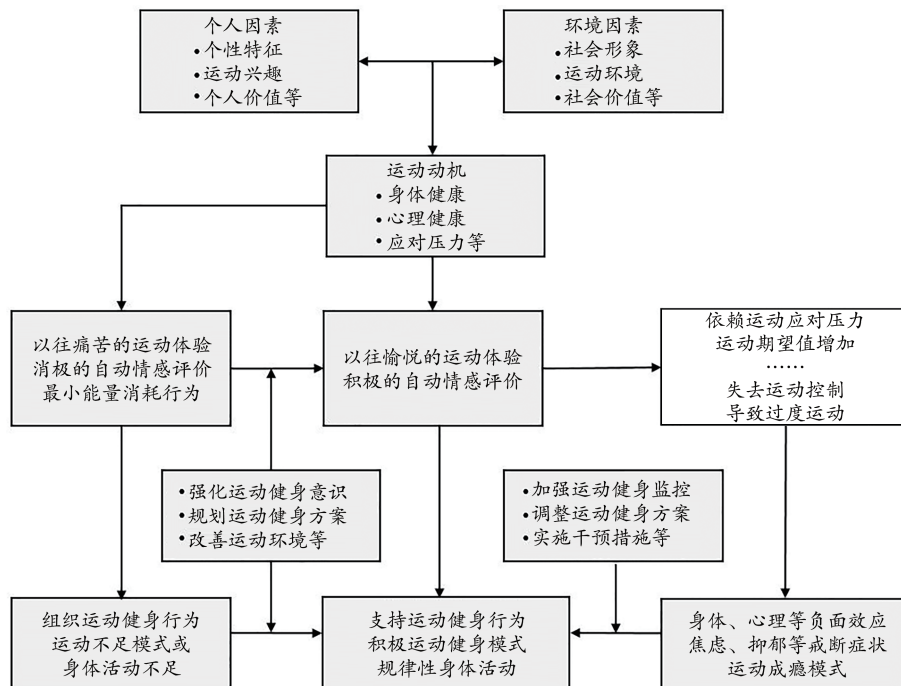 个人因素
•个性特征
•运动兴趣
•个人价值等
环境因素
•社会形象
•运动环境
•社会价值等
运动动机
•身体健康
•心理健康
•应对压力等
以往痛苦的运动体验
消极的自动情感评价
最小能量消耗行为
以往愉悦的运动体验
积极的自动情感评价
依赖运动应对压力
运动期望值增加
……
失去运动控制
导致过度运动
•强化运动健身意识
•规划运动健身方案
•改善运动环境等
•加强运动健身监控
•调整运动健身方案
•实施干预措施等
组织运动健身行为
运动不足模式或
身体活动不足
支持运动健身行为
积极运动健身模式
规律性身体活动
身体、心理等负面效应
焦虑、抑郁等戒断症状
运动成瘾模式